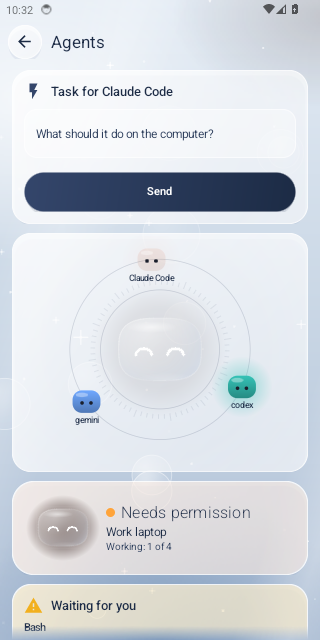 10:32
Agents
Task for Claude Code
What should it do on the computer?
Send
Claude Code
codex
gemini
Needs permission
Work laptop
Working: 1 of 4
Waiting for you
Bash